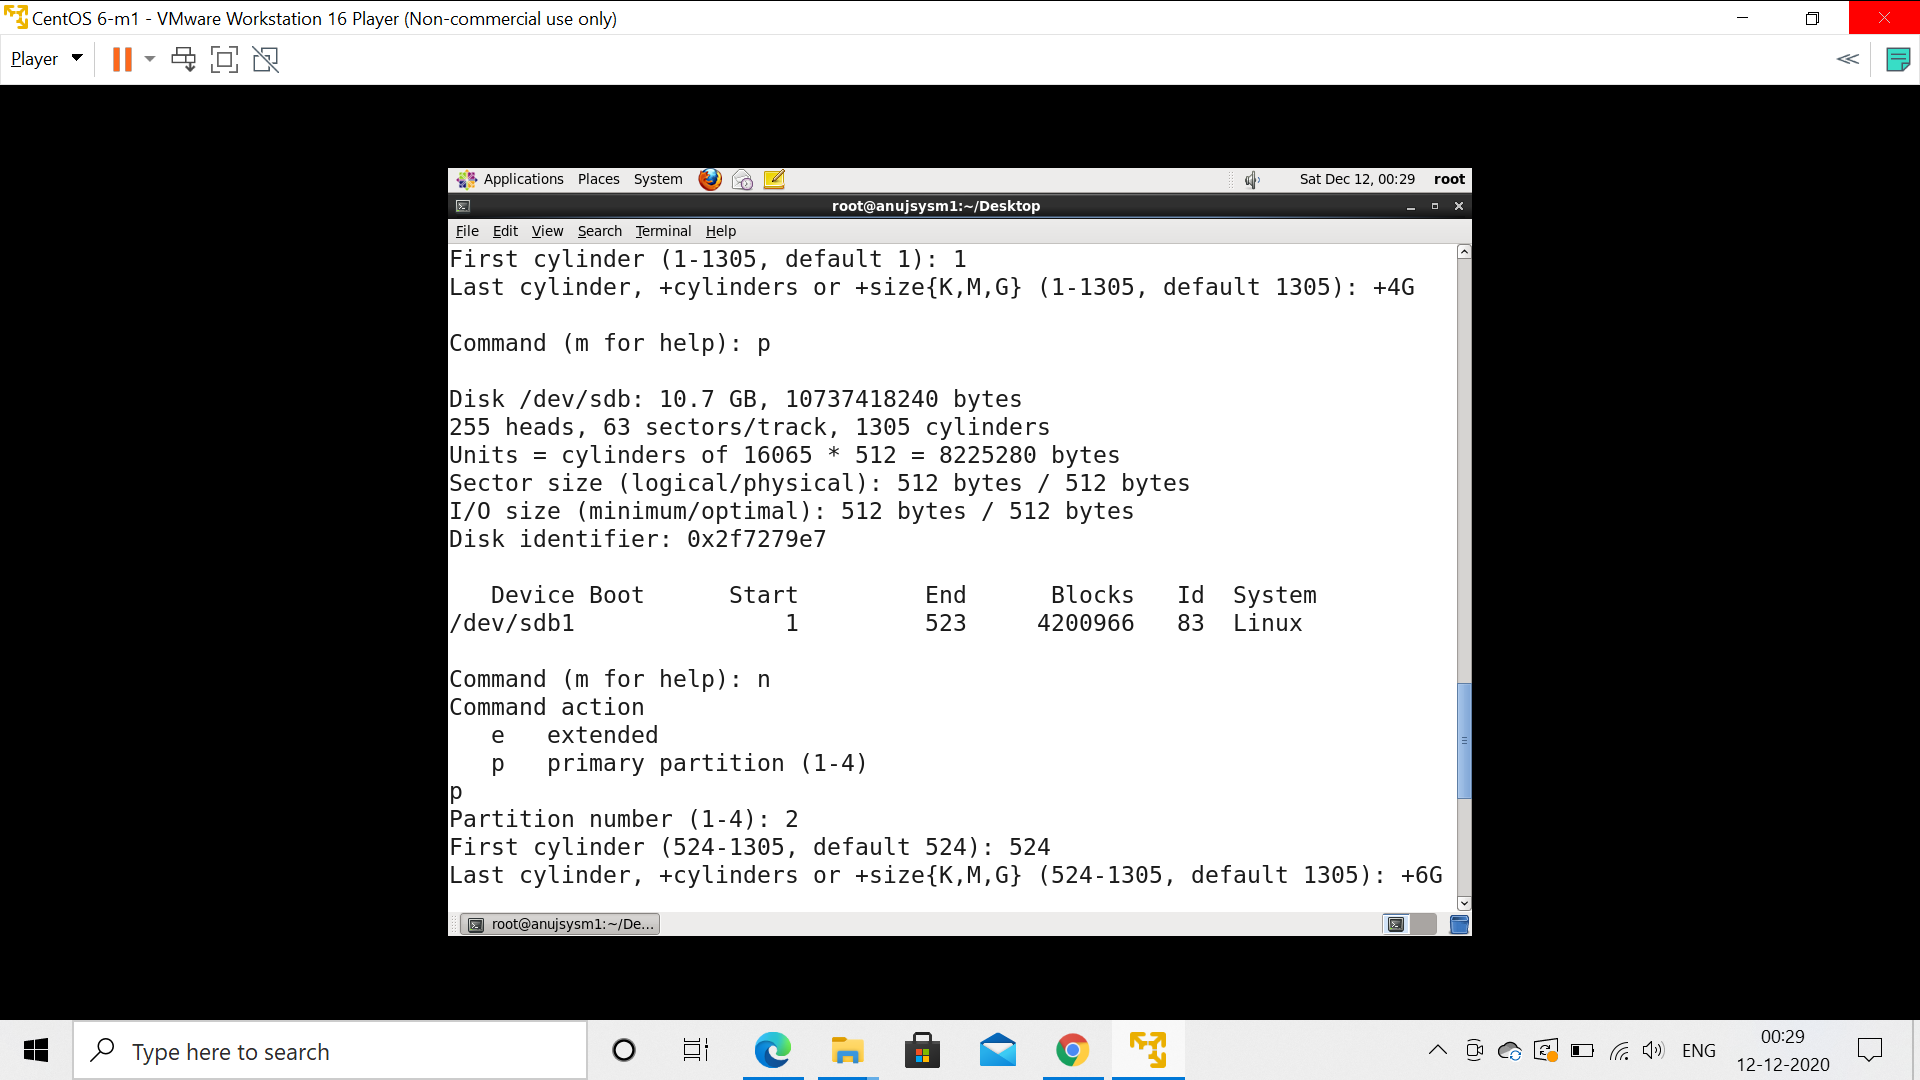 CentOS 6-m1 - VMware Workstation 16 Player (Non-commercial use only)
Player
Applications Places System Sat Dec 12, 00:29 root
root@anujsysm1:~/Desktop
File Edit View Search Terminal Help
First cylinder (1-1305, default 1): 1
Last cylinder, +cylinders or +size{K,M,G} (1-1305, default 1305): +4G
Command (m for help): p
Disk /dev/sdb: 10.7 GB, 10737418240 bytes
255 heads, 63 sectors/track, 1305 cylinders
Units = cylinders of 16065 * 512 = 8225280 bytes
Sector size (logical/physical): 512 bytes / 512 bytes
I/O size (minimum/optimal): 512 bytes / 512 bytes
Disk identifier: 0x2f7279e7
Device Boot Start End Blocks Id System
/dev/sdb1 1 523 4200966 83 Linux
Command (m for help): n
Command action
e extended
p primary partition (1-4)
p
Partition number (1-4): 2
First cylinder (524-1305, default 524): 524
Last cylinder, +cylinders or +size{K,M,G} (524-1305, default 1305): +6G
root@anujsysm1:~/De...
Type here to search
ENG
00:29
12-12-2020